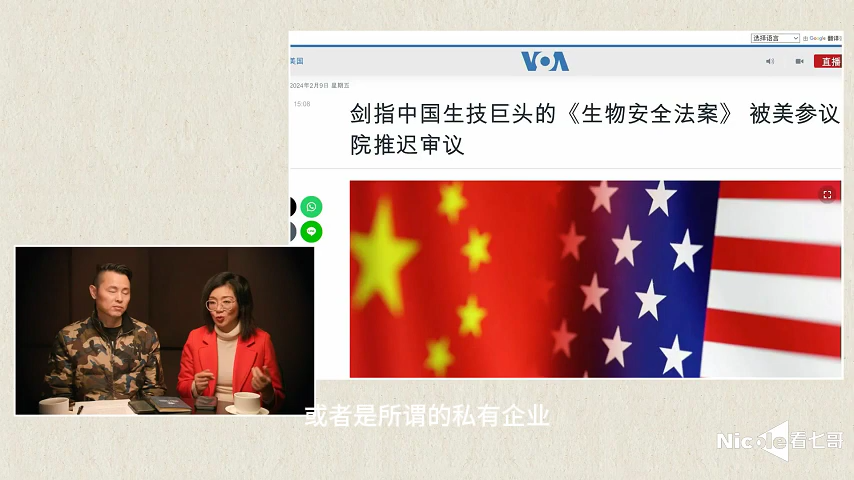 选择语言
由 Google 翻译
美国
VOA
直播
2024年2月9日 星期五
15:08
剑指中国生技巨头的《生物安全法案》 被美参议
院推迟审议
或者是所谓的私有企业
Nicole看七哥